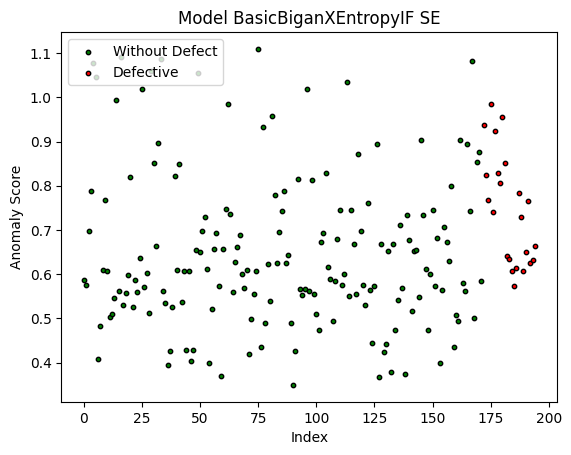 Model BasicBiganXEntropyIF SE
Without Defect
Defective
Anomaly Score
1.1
1.0
0.9
0.8
0.7
0.6
0.5
0.4
0 25 50 75 100 125 150 175 200
Index